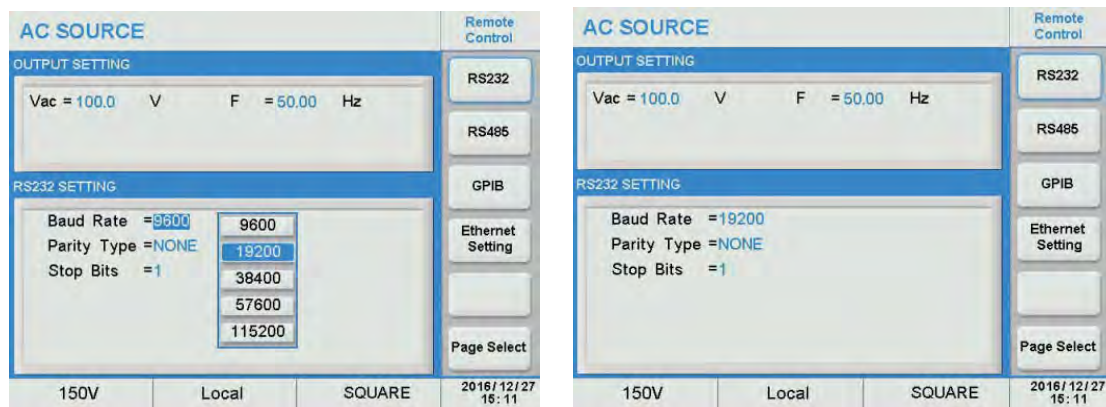 AC SOURCE
Remote
Control
OUTPUT SETTING
Vac = 100.0 V F = 50.00 Hz
RS232
RS485
RS232 SETTING
GPIB
Baud Rate =9600
Parity Type =NONE
Stop Bits =1
9600
19200
38400
57600
115200
Ethernet
Setting
Page Select
150V Local SQUARE 2016/12/27
15:11
AC SOURCE
Remote
Control
OUTPUT SETTING
Vac = 100.0 V F = 50.00 Hz
RS232
RS485
RS232 SETTING
GPIB
Baud Rate =19200
Parity Type =NONE
Stop Bits =1
Ethernet
Setting
Page Select
150V Local SQUARE 2016/12/27
15:11